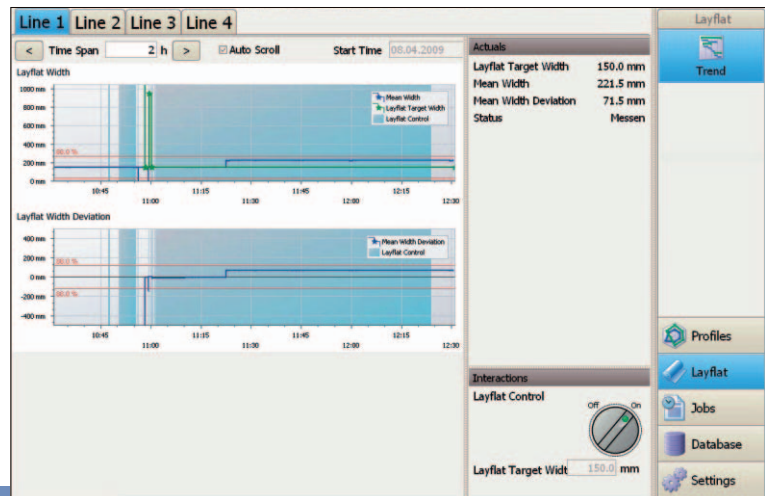 Line 1 Line 2 Line 3 Line 4
Layflat
< Time Span 2 h > Auto Scroll Start Time 08.04.2009
Trend
Layflat Width
1000 mm
800 mm
600 mm
400 mm
200 mm
0 mm
80.0 %
Mean Width
Layflat Target Width
Layflat Control
10:45 11:00 11:15 11:30 11:45 12:00 12:15 12:30
Layflat Width Deviation
400 mm
200 mm
0 mm
-200 mm
-400 mm
80.0 %
80.0 %
Mean Width Deviation
Layflat Control
10:45 11:00 11:15 11:30 11:45 12:00 12:15 12:30
Actuals
Layflat Target Width 150.0 mm
Mean Width 221.5 mm
Mean Width Deviation 71.5 mm
Status Messen
Interactions
Layflat Control
Off On
Layflat Target Widt 150.0 mm
Profiles
Layflat
Jobs
Database
Settings